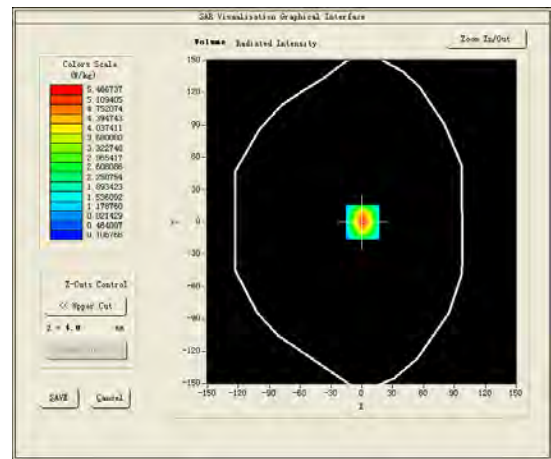 SAR Visualisation Graphical Interface
Volume Radiated Intensity
Zoom In/Out
Colors Scale
(W/kg)
5.466737
5.109405
4.752074
4.394743
4.037411
3.680080
3.322748
2.965417
2.608086
2.250754
1.893423
1.536092
1.178760
0.821429
0.464097
0.106766
150
90
30
0
-30
-60
-90
-120
-150
Y
-150 -120 -90 -60 -30 0 30 60 90 120 150
X
Z-Cuts Control
<< Upper Cut
Z = 4.0 mm
SAVE
Cancel